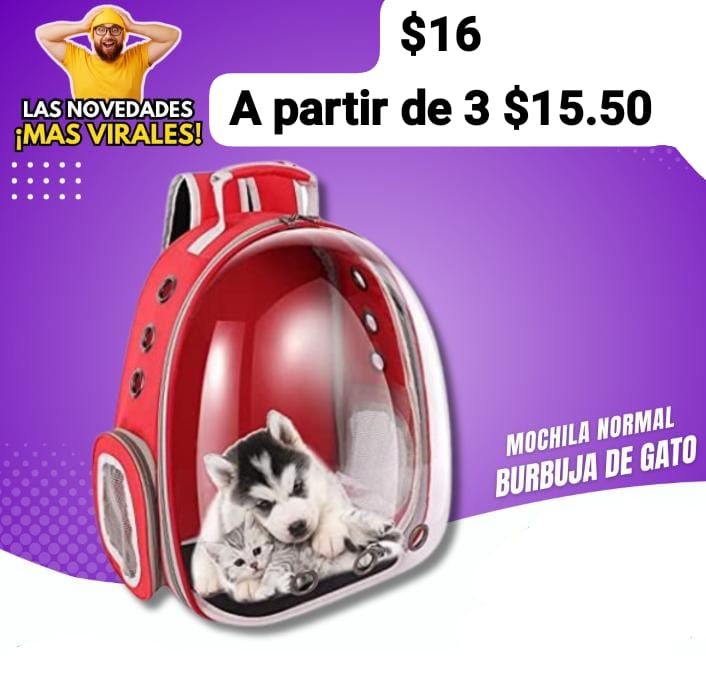 $16
A partir de 3 $15.50
LAS NOVEDADES
¡MAS VIRALES!
MOCHILA NORMAL
BURBUJA DE GATO